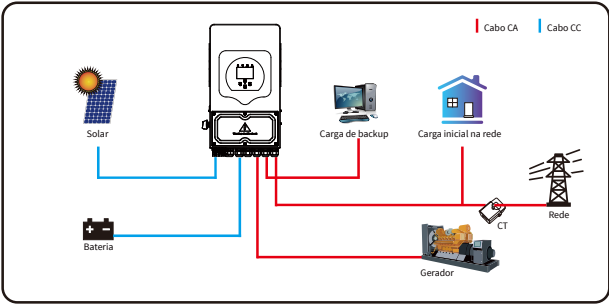 Cabo CA
Cabo CC
Solar
Carga de backup
Carga inicial na rede
CT
Rede
Bateria
Gerador